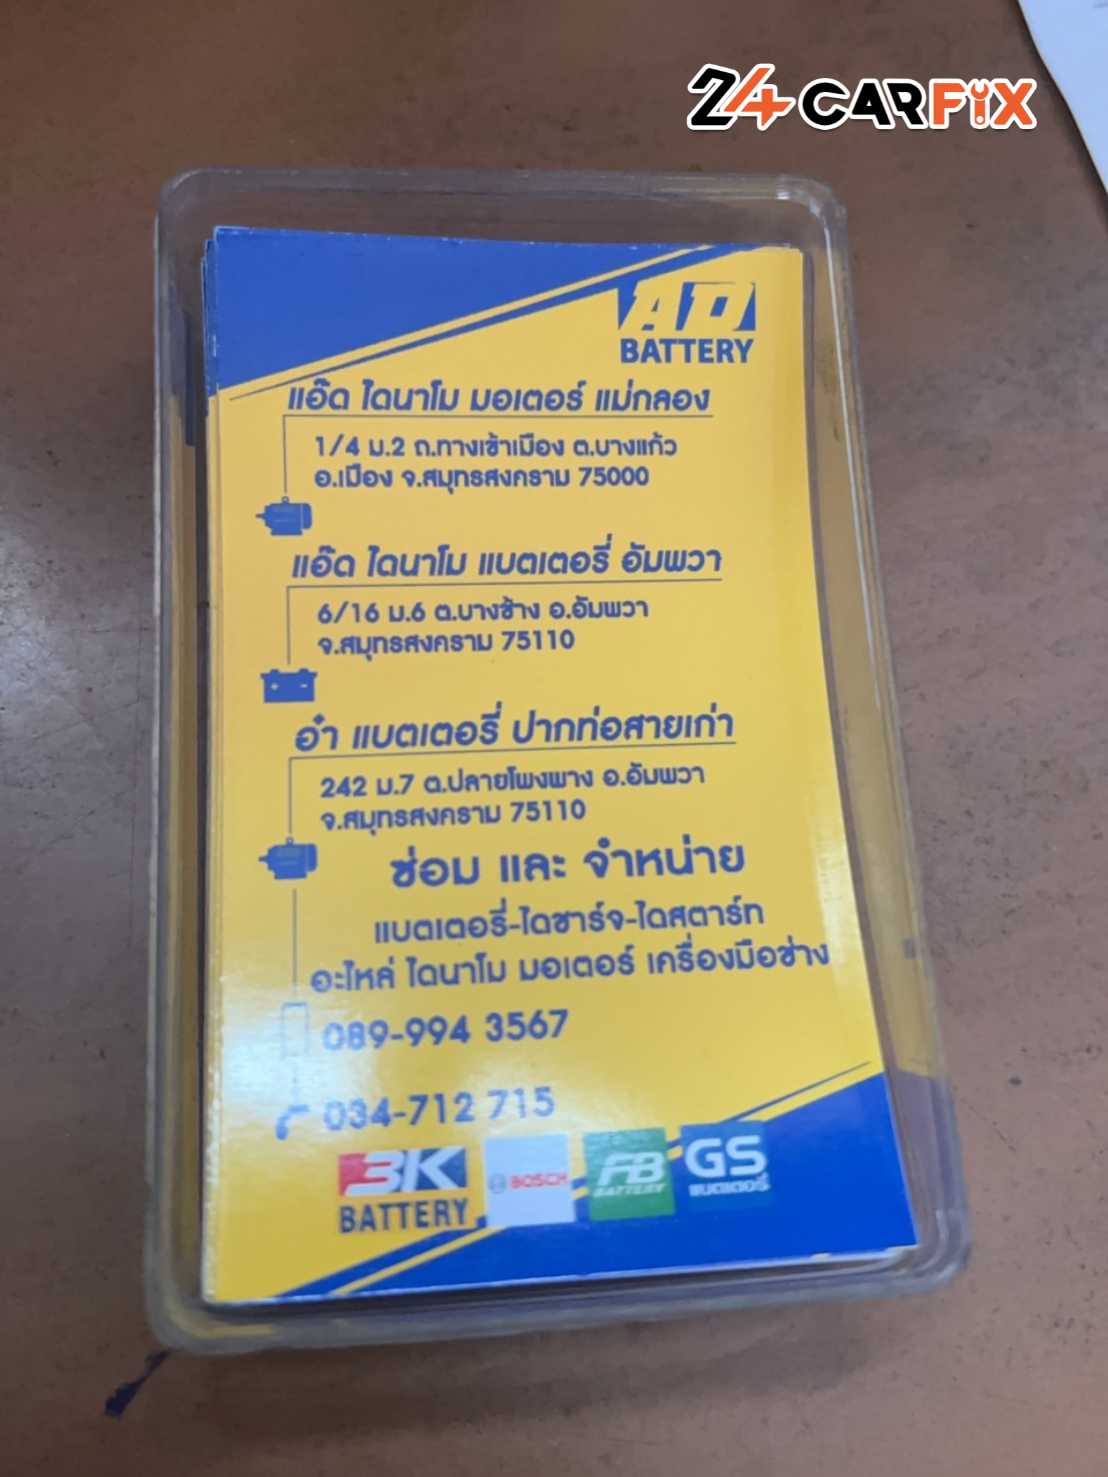 24CARFIX
AD
BATTERY
แอ๊ด ไดนาโม มอเตอร์ แม่กลอง
1/4 ม.2 ถ.ทางเข้าเมือง ต.บางแก้ว
อ.เมือง จ.สมุทรสงคราม 75000
แอ๊ด ไดนาโม แบตเตอรี่ อัมพวา
6/16 ม.6 ต.บางช้าง อ.อัมพวา
จ.สมุทรสงคราม 75110
อ๋ำ แบตเตอรี่ ปากท่อสายเก่า
242 ม.7 ต.ปลายโพงพาง อ.อัมพวา
จ.สมุทรสงคราม 75110
ซ่อม และ จำหน่าย
แบตเตอรี่-ไดชาร์จ-ไดสตาร์ท
อะไหล่ ไดนาโม มอเตอร์ เครื่องมือช่าง
089-994 3567
034-712 715
3K
BATTERY
BOSCH
FB
BATTERY
GS
แบตเตอรี่